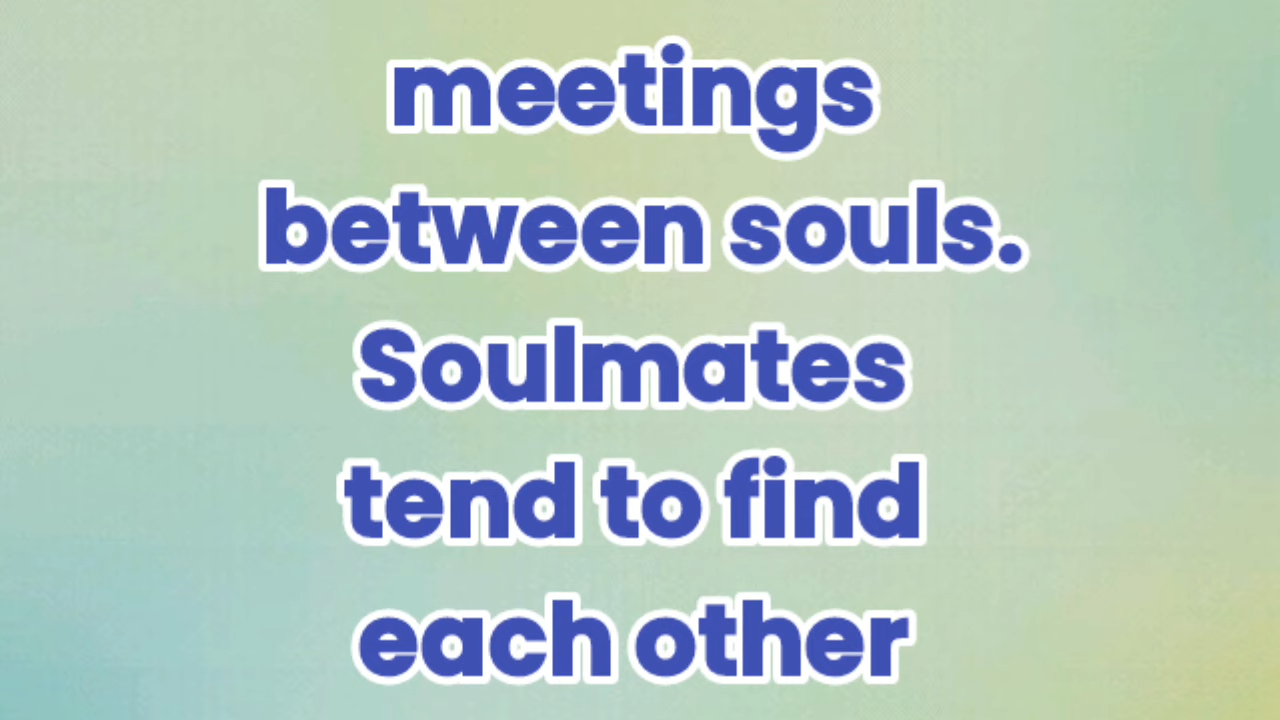 meetings
between souls.
Soulmates
tend to find
each other